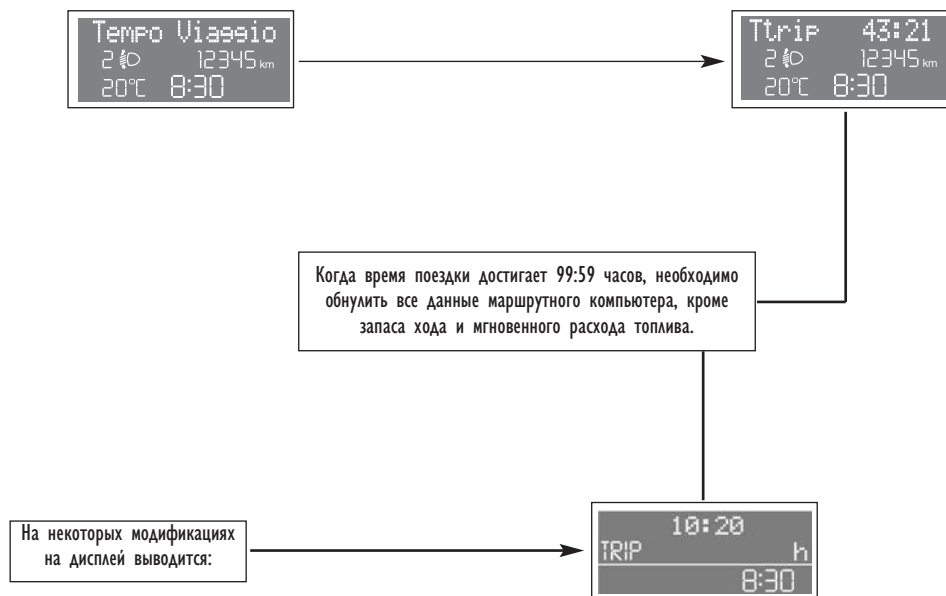 Tempo Viaggio
2 12345 km
20°C 8:30
Ttrip 43:21
2 12345 km
20°C 8:30
Когда время поездки достигает 99:59 часов, необходимо
обнулить все данные маршрутного компьютера, кроме
запаса хода и мгновенного расхода топлива.
На некоторых модификациях
на дисплей выводится:
10:20
TRIP h
8:30